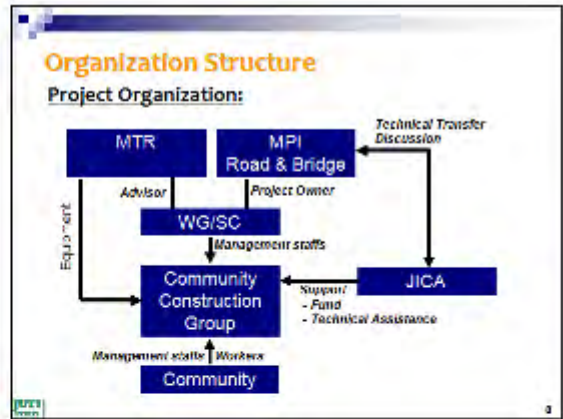 Organization Structure
Project Organization:
Technical Transfer
Discussion
MTR
MPI
Road & Bridge
Advisor
Project Owner
WG/SC
Equipment
Management staffs
Community
Construction
Group
JICA
Support
- Fund
- Technical Assistance
Management staffs
Workers
Community